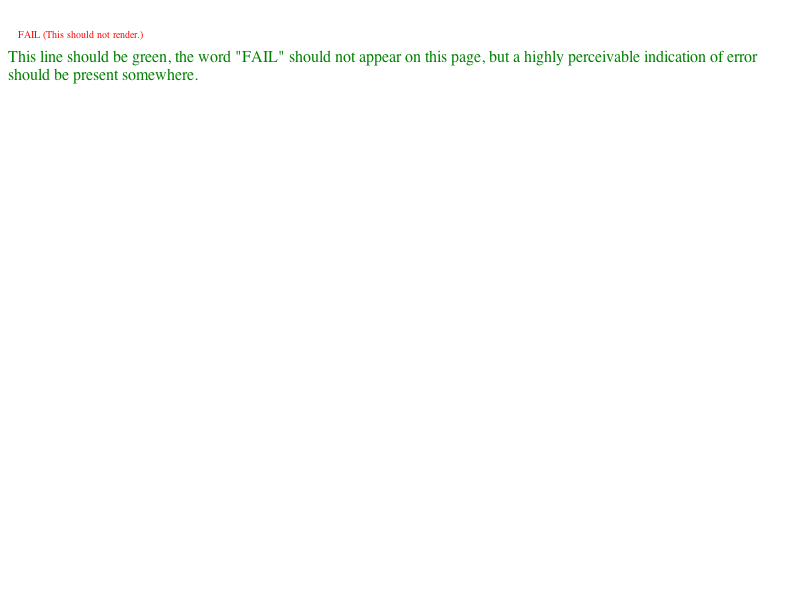 FAIL (This should not render.)
This line should be green, the word "FAIL" should not appear on this page, but a highly perceivable indication of error
should be present somewhere.